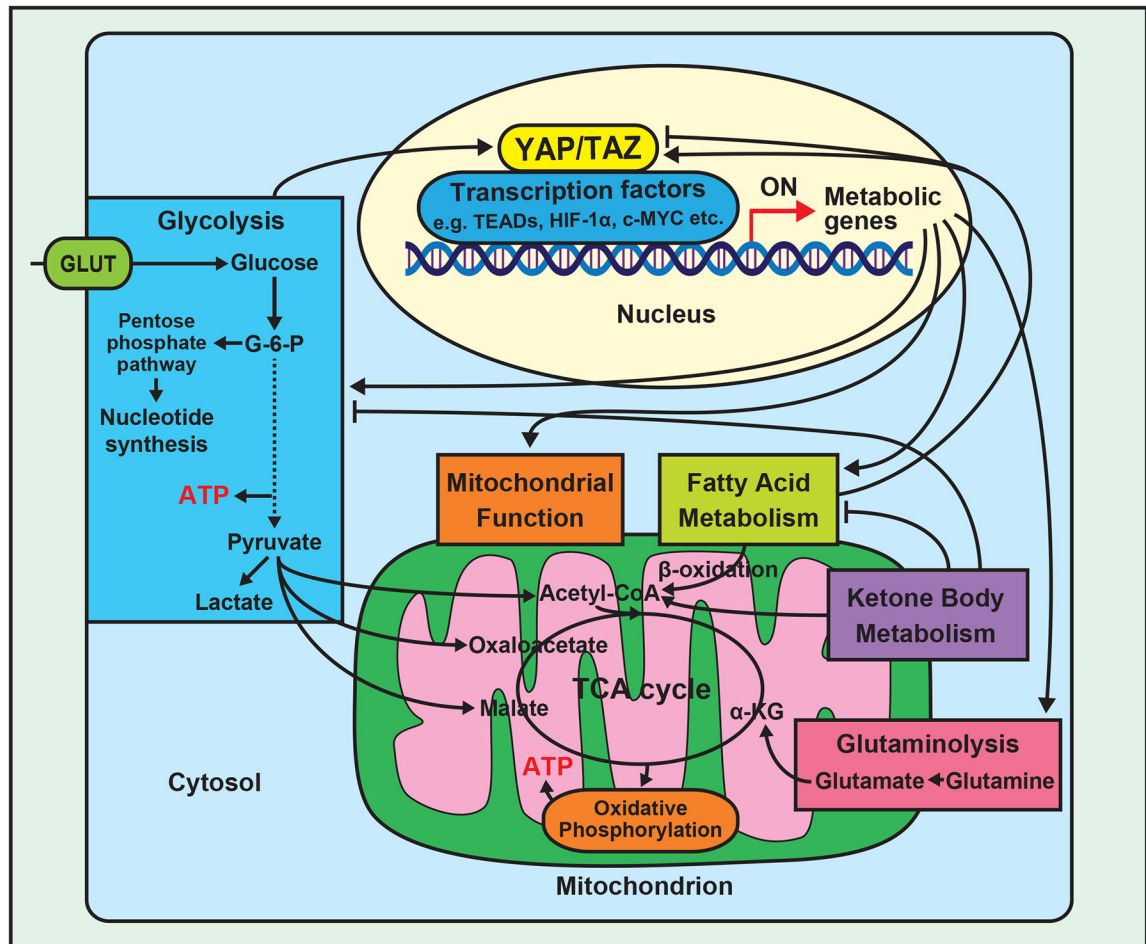 YAP/TAZ
Transcription factors
e.g. TEADs, HIF-1α, c-MYC etc.
ON
Metabolic
genes
Nucleus
Glycolysis
GLUT
Glucose
Pentose
phosphate
pathway
G-6-P
Nucleotide
synthesis
ATP
Pyruvate
Lactate
Mitochondrial
Function
Fatty Acid
Metabolism
β-oxidation
Acetyl-CoA
Ketone Body
Metabolism
Oxaloacetate
TCA cycle
Malate
α-KG
Glutaminolysis
Glutamate
Glutamine
ATP
Oxidative
Phosphorylation
Cytosol
Mitochondrion